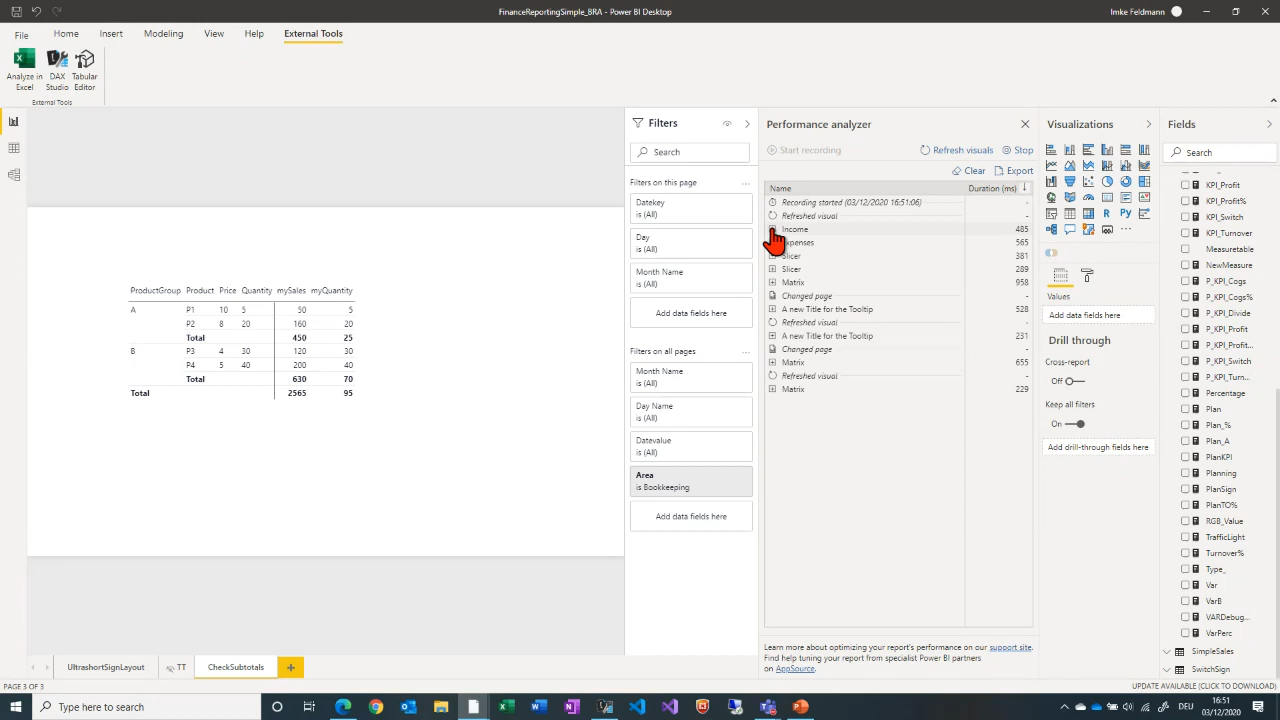 FinanceReportingSimple_BRA - Power BI Desktop
Imke Feldmann
File Home Insert Modeling View Help External Tools
Analyze in Excel
DAX Studio
Tabular Editor
External Tools
Filters
Search
Filters on this page ...
Datekey
is (All)
Day
is (All)
Month Name
is (All)
Add data fields here
Filters on all pages ...
Month Name
is (All)
Day Name
is (All)
Datevalue
is (All)
Area
is Bookkeeping
Add data fields here
ProductGroup Product Price Quantity mySales myQuantity
A P1 10 5 50 5
P2 8 20 160 20
Total 450 25
B P3 4 30 120 30
P4 5 40 200 40
Total 630 70
Total 2565 95
Performance analyzer
Start recording Refresh visuals Stop
Clear Export
Name Duration (ms)
Recording started (03/12/2020 16:51:06) -
Refreshed visual -
Income 485
565
Slicer 381
Slicer 289
Matrix 958
Changed page -
A new Title for the Tooltip 528
Refreshed visual -
A new Title for the Tooltip 231
Changed page -
Matrix 655
Refreshed visual -
Matrix 229
Learn more about optimizing your report's performance on our support site.
Find help tuning your report from specialist Power BI partners
on AppSource.
Visualizations
R Py
...
Values
Add data fields here
Drill through
Cross-report
Off
Keep all filters
On
Add drill-through fields here
Fields
Search
KPI_Profit
KPI_Profit%
KPI_Switch
KPI_Turnover
Measuretable
NewMeasure
P_KPI_Cogs
P_KPI_Cogs%
P_KPI_Divide
P_KPI_Profit
P_KPI_Profit...
P_KPI_Switch
P_KPI_Turn...
Percentage
Plan
Plan_%
Plan_A
PlanKPI
Planning
PlanSign
PlanTO%
RGB_Value
TrafficLight
Turnover%
Type_
Var
VarB
VARDebug...
VarPerc
SimpleSales
SwitchSign
UltrashortSignLayout TT CheckSubtotals +
PAGE 3 OF 3
UPDATE AVAILABLE (CLICK TO DOWNLOAD)
Type here to search
DEU
16:51
03/12/2020